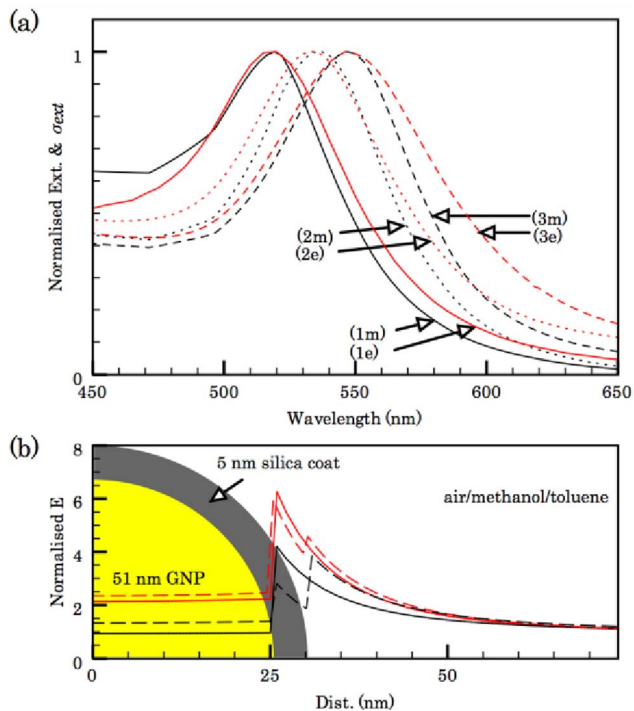 (a)
1
Normalised Ext. & σext
(2m)
(2e)
(3m)
(3e)
(1m)
(1e)
0
450 500 550 600 650
Wavelength (nm)
(b)
8
5 nm silica coat
air/methanol/toluene
6
Normalised E
4
51 nm GNP
2
0
0 25 50
Dist. (nm)